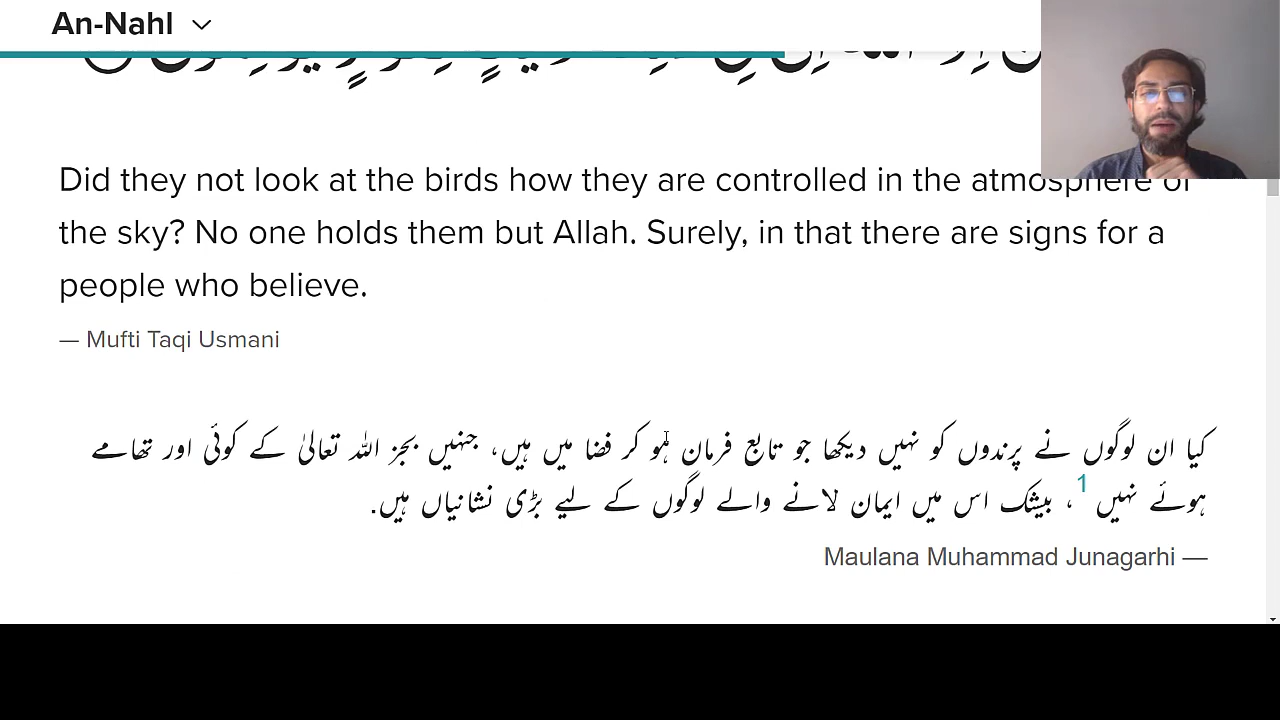 An-Nahl
Did they not look at the birds how they are controlled in the atmosphere of
the sky? No one holds them but Allah. Surely, in that there are signs for a
people who believe.
— Mufti Taqi Usmani
کیا ان لوگوں نے پرندوں کو نہیں دیکھا جو تابع فرمان ہو کر فضا میں ہیں، جنہیں بجز اللہ تعالیٰ کے کوئی اور تھامے
ہوئے نہیں 1، بیشک اس میں ایمان ﻻنے والے لوگوں کے لیے بڑی نشانیاں ہیں.
Maulana Muhammad Junagarhi —